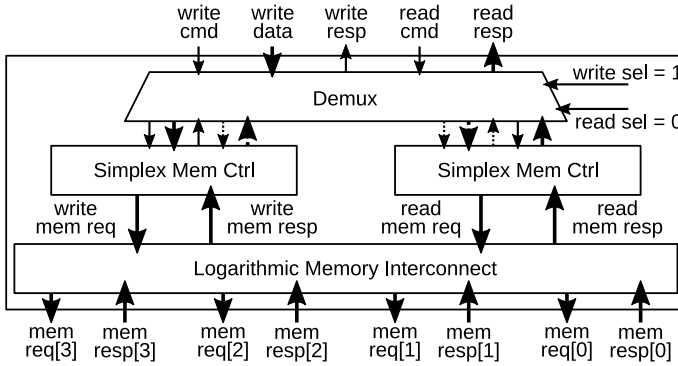 write write write read read
cmd data resp cmd resp
write sel = 1
Demux
read sel = 0
Simplex Mem Ctrl Simplex Mem Ctrl
write write read read
mem req mem resp mem req mem resp
Logarithmic Memory Interconnect
mem mem mem mem mem mem mem mem
req[3] resp[3] req[2] resp[2] req[1] resp[1] req[0] resp[0]